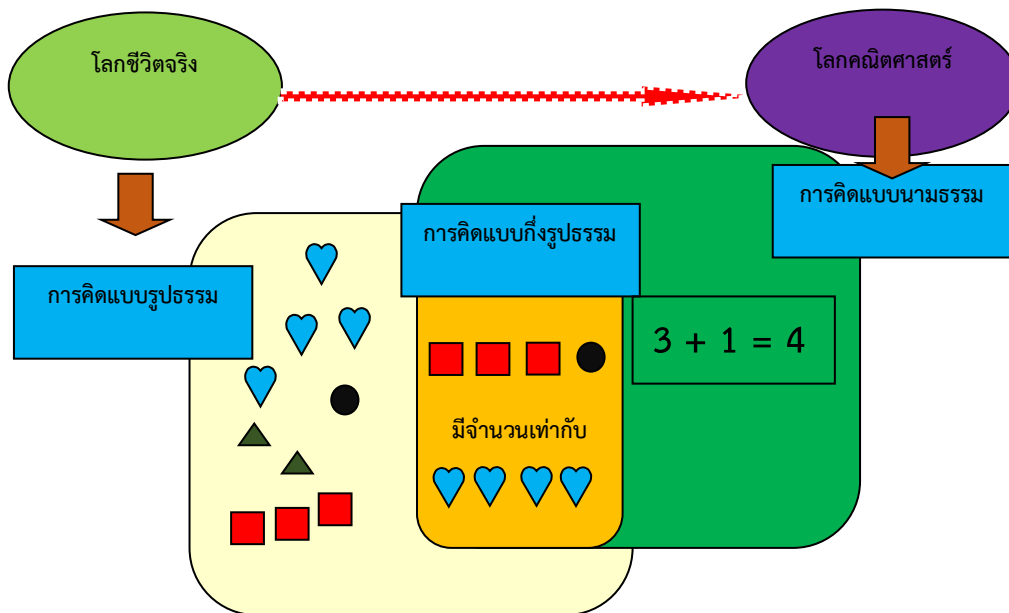 โลกชีวิตจริง
โลกคณิตศาสตร์
การคิดแบบนามธรรม
การคิดแบบกึ่งรูปธรรม
การคิดแบบรูปธรรม
3 + 1 = 4
มีจำนวนเท่ากับ